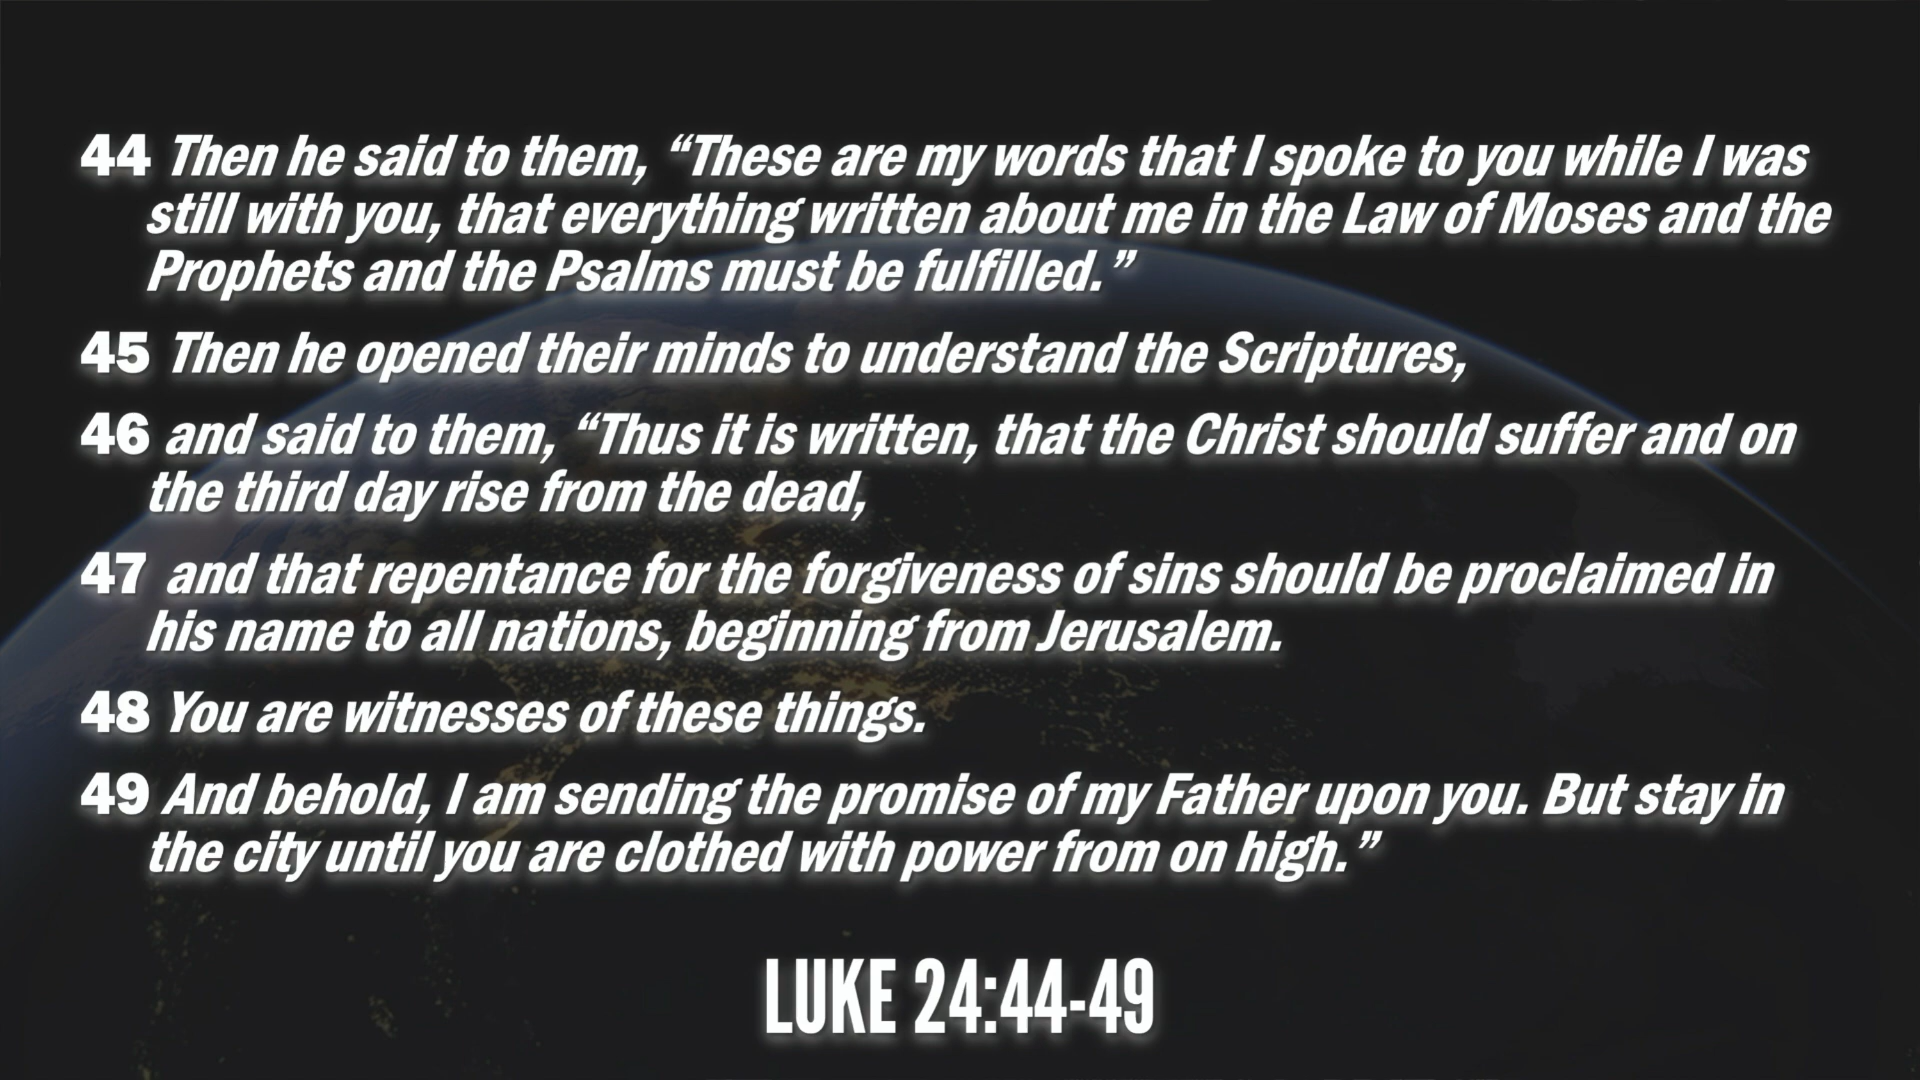 44 Then he said to them, “These are my words that I spoke to you while I was
still with you, that everything written about me in the Law of Moses and the
Prophets and the Psalms must be fulfilled.”
45 Then he opened their minds to understand the Scriptures,
46 and said to them, “Thus it is written, that the Christ should suffer and on
the third day rise from the dead,
47 and that repentance for the forgiveness of sins should be proclaimed in
his name to all nations, beginning from Jerusalem.
48 You are witnesses of these things.
49 And behold, I am sending the promise of my Father upon you. But stay in
the city until you are clothed with power from on high.”
LUKE 24:44-49